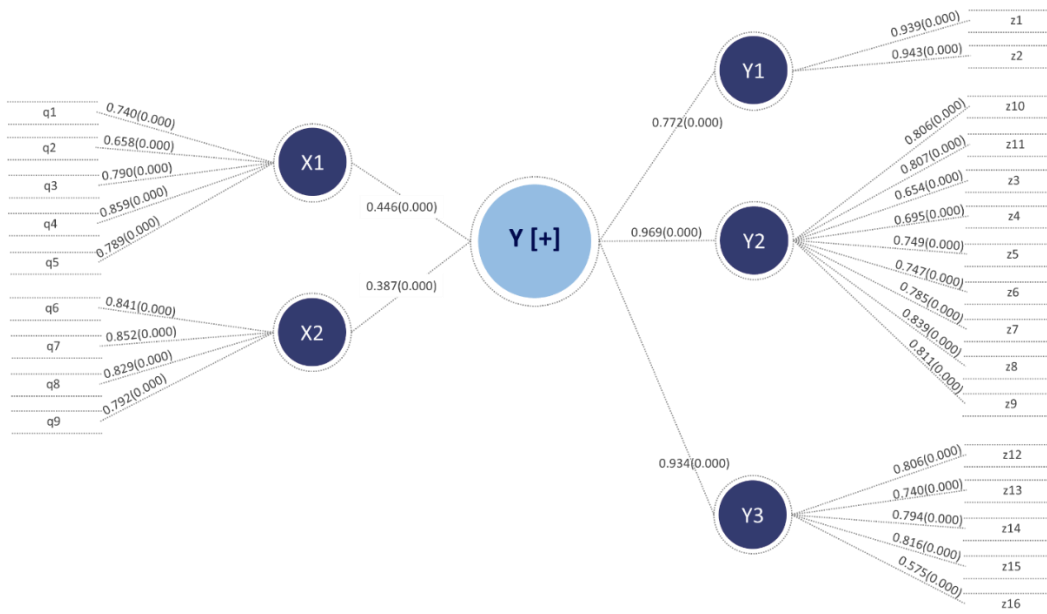 q1
0.740(0.000)
q2
0.658(0.000)
q3
0.790(0.000)
q4
0.859(0.000)
q5
0.789(0.000)
X1
0.446(0.000)
q6
0.841(0.000)
q7
0.852(0.000)
q8
0.829(0.000)
q9
0.792(0.000)
X2
0.387(0.000)
Y [+]
0.772(0.000)
Y1
0.939(0.000)
z1
0.943(0.000)
z2
0.969(0.000)
Y2
0.806(0.000)
z10
0.807(0.000)
z11
0.654(0.000)
z3
0.695(0.000)
z4
0.749(0.000)
z5
0.747(0.000)
z6
0.785(0.000)
z7
0.839(0.000)
z8
0.811(0.000)
z9
0.934(0.000)
Y3
0.806(0.000)
z12
0.740(0.000)
z13
0.794(0.000)
z14
0.816(0.000)
z15
0.575(0.000)
z16